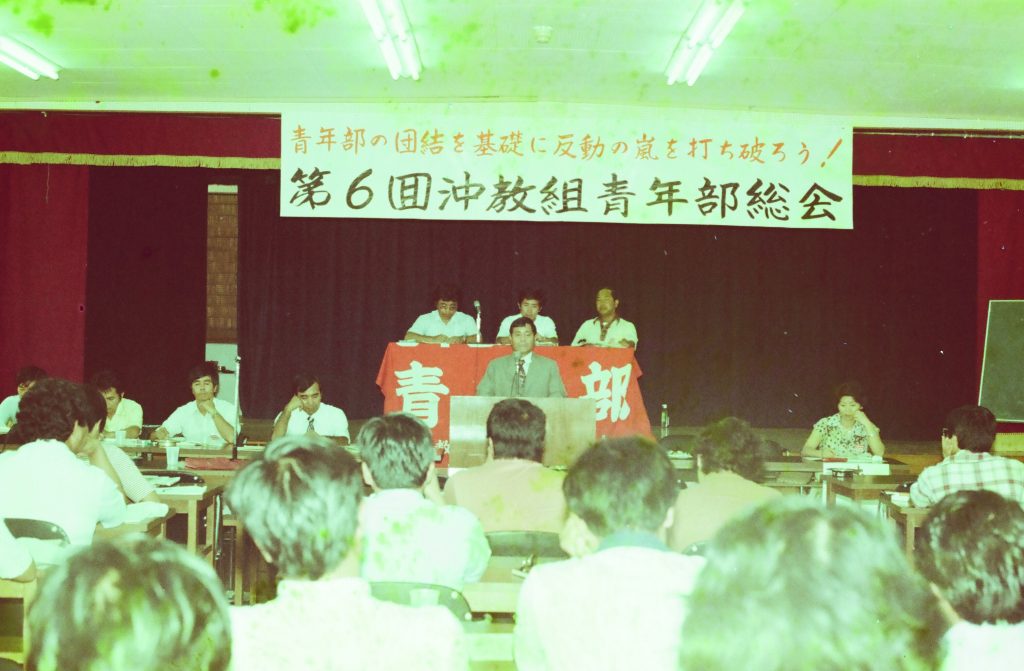 青年部の団結を基礎に反動の嵐を打ち破ろう!
第6回沖教組青年部総会
青 部